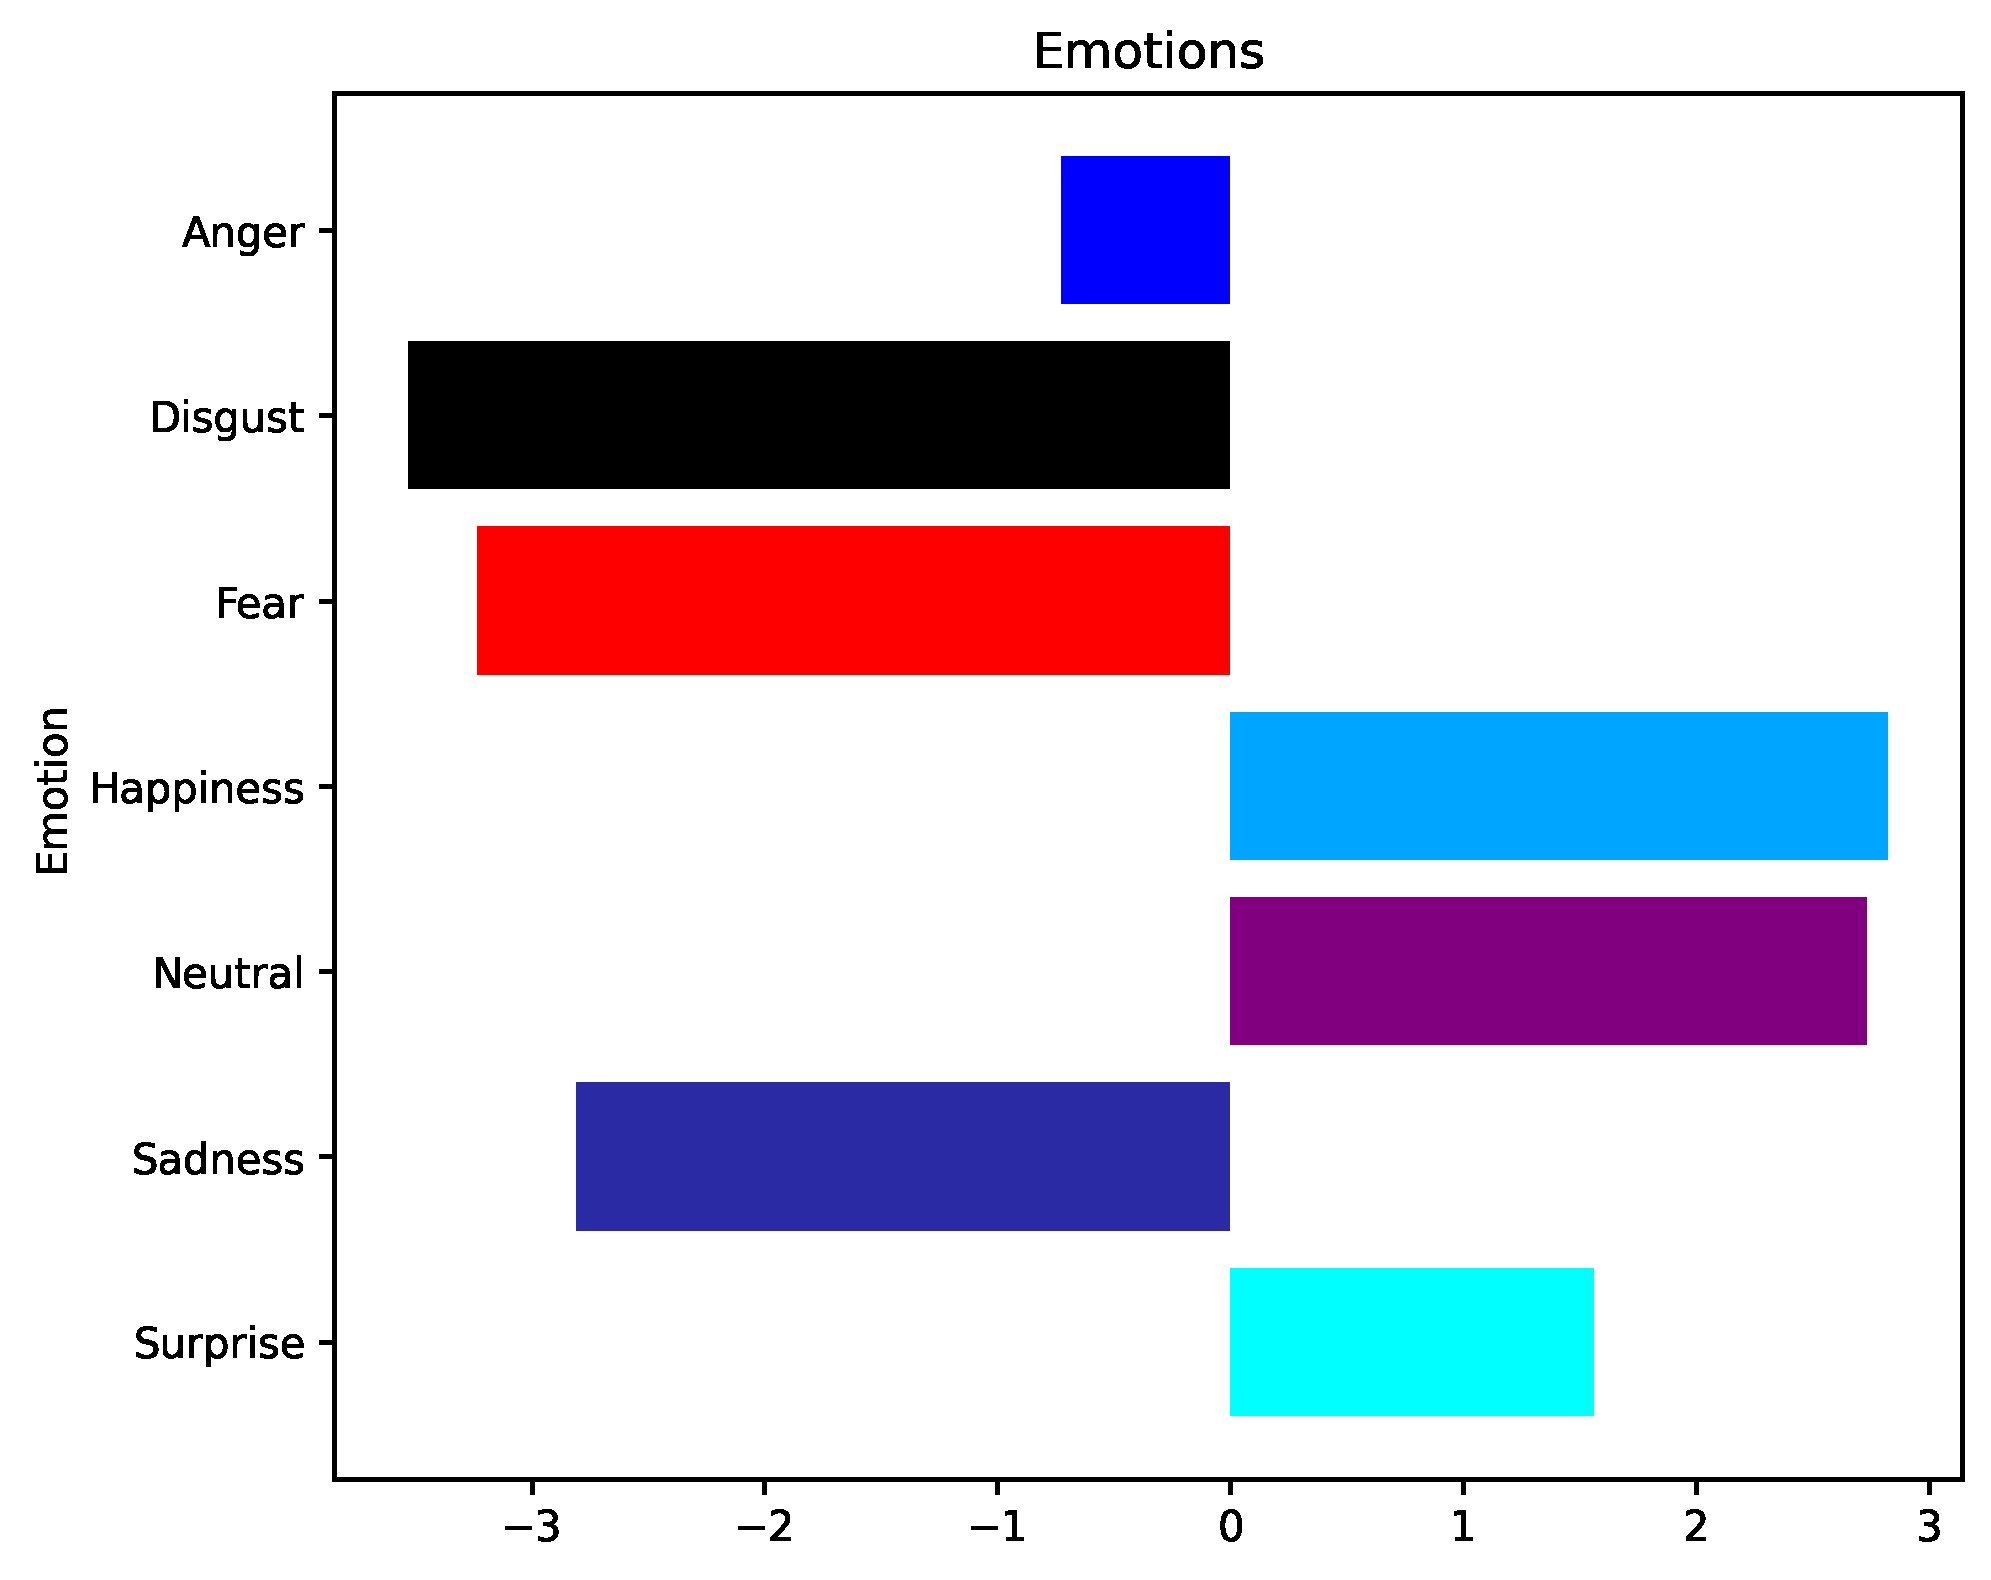 Emotions
Emotion
Anger
Disgust
Fear
Happiness
Neutral
Sadness
Surprise
−3 −2 −1 0 1 2 3